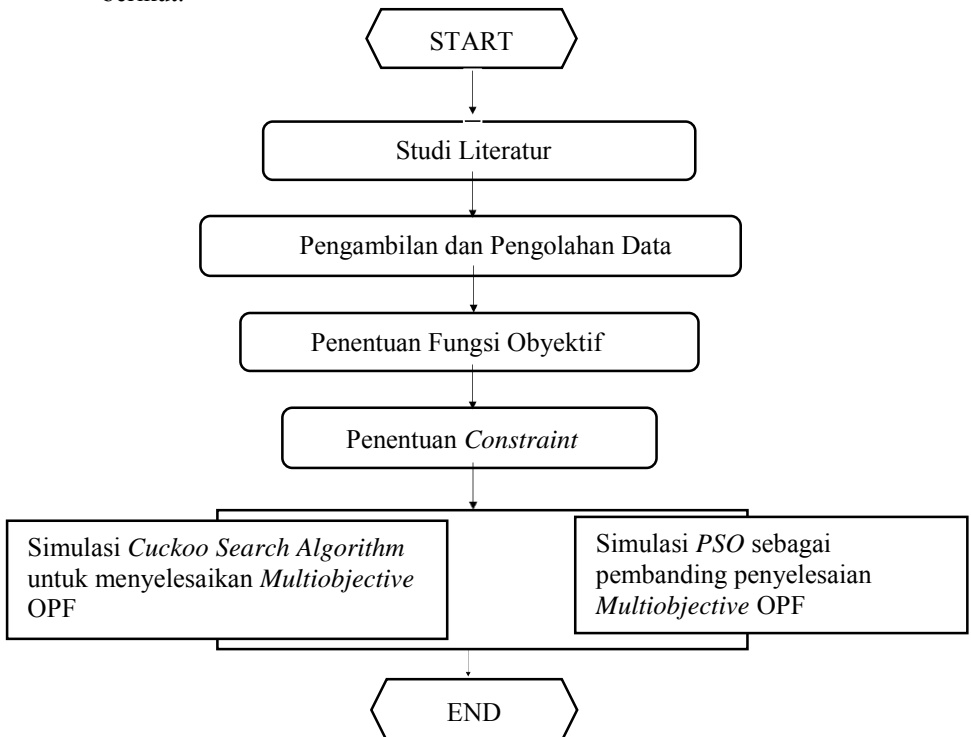 START
Studi Literatur
Pengambilan dan Pengolahan Data
Penentuan Fungsi Obyektif
Penentuan Constraint
Simulasi Cuckoo Search Algorithm
untuk menyelesaikan Multiobjective
OPF
Simulasi PSO sebagai
pembanding penyelesaian
Multiobjective OPF
END